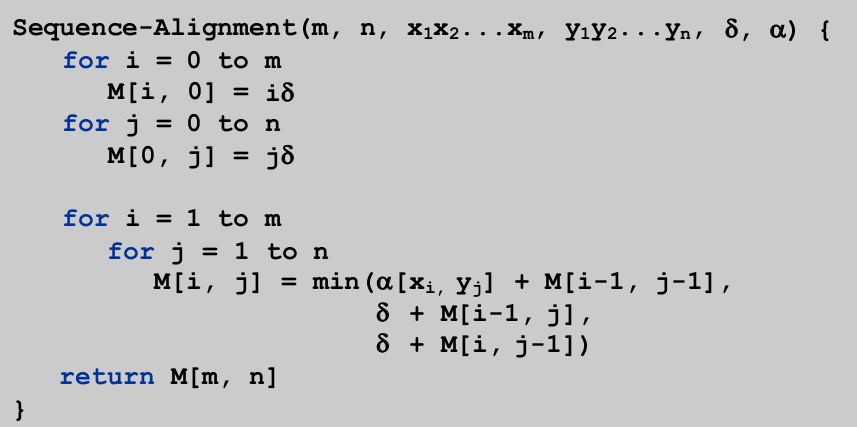 Sequence-Alignment(m, n, x₁x₂...xₘ, y₁y₂...yₙ, δ, α) {
   for i = 0 to m
      M[i, 0] = iδ
   for j = 0 to n
      M[0, j] = jδ

   for i = 1 to m
      for j = 1 to n
         M[i, j] = min(α[xᵢ, yⱼ] + M[i-1, j-1],
                       δ + M[i-1, j],
                       δ + M[i, j-1])
   return M[m, n]
}